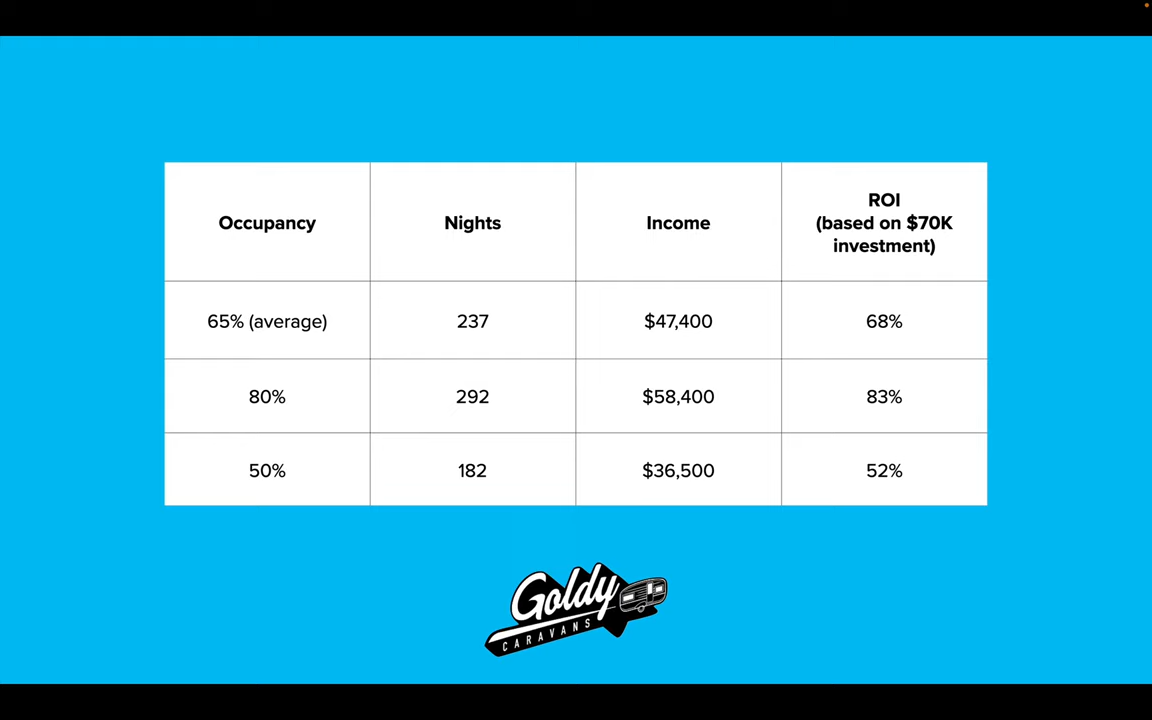 Occupancy
Nights
Income
ROI
(based on $70K
investment)
65% (average)
237
$47,400
68%
80%
292
$58,400
83%
50%
182
$36,500
52%
Goldy
CARAVANS